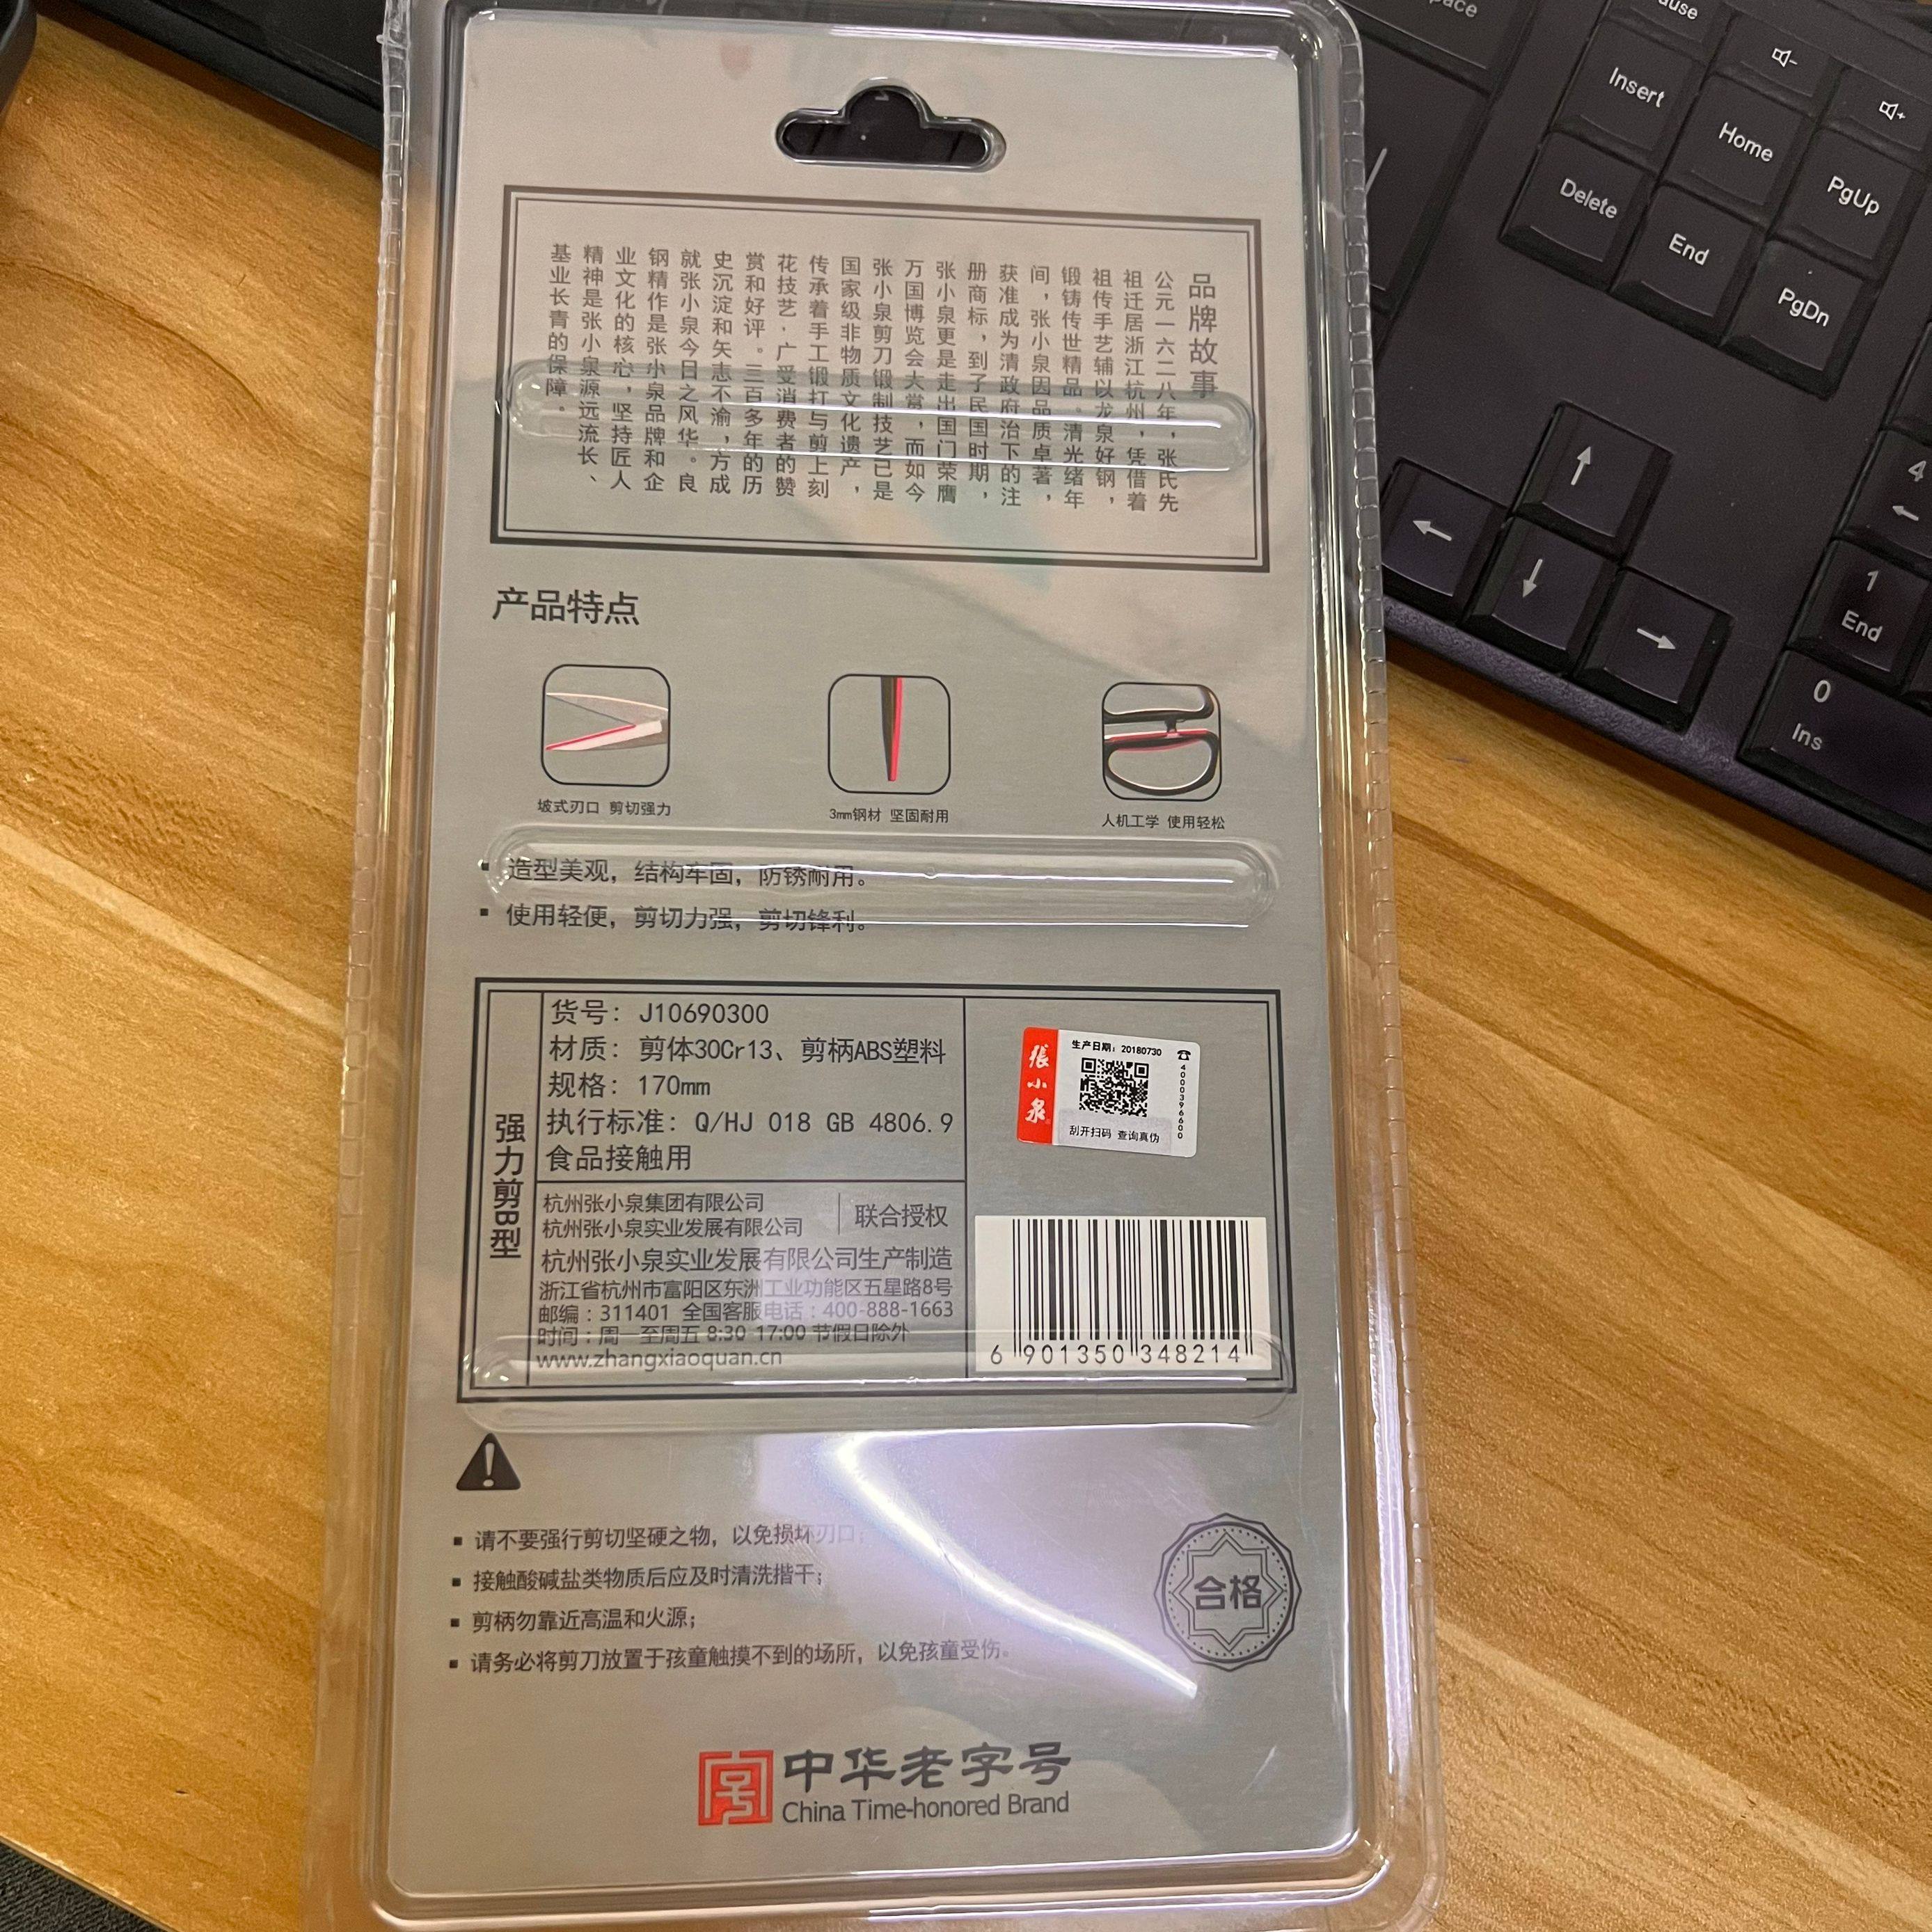 品牌故事
公元一六二八年，张氏先
祖迁居浙江杭州，凭借着
祖传手艺辅以龙泉好钢，
锻铸传世精品。清光绪年
间，张小泉因品质卓著，
获准成为清政府治下的注
册商标，到了民国时期，
张小泉更是走出国门荣膺
万国博览会大赏，而如今
张小泉剪刀锻制技艺已是
国家级非物质文化遗产，
传承着手工锻打与剪上刻
花技艺，广受消费者的赞
赏和好评。三百多年的历
史沉淀和矢志不渝，方成
就张小泉今日之风华。良
钢精作是张小泉品牌和企
业文化的核心，坚持匠人
精神是张小泉源远流长、
基业长青的保障。
产品特点
坡式刃口 剪切强力
3mm钢材 坚固耐用
人机工学 使用轻松
▪ 造型美观，结构牢固，防锈耐用。
▪ 使用轻便，剪切力强，剪切锋利。
强力剪B型
货号：J10690300
材质：剪体30Cr13、剪柄ABS塑料
规格：170mm
执行标准：Q/HJ 018 GB 4806.9
食品接触用
杭州张小泉集团有限公司
杭州张小泉实业发展有限公司
联合授权
杭州张小泉实业发展有限公司生产制造
浙江省杭州市富阳区东洲工业功能区五星路8号
邮编：311401 全国客服电话：400-888-1663
时间：周一至周五 8:30-17:00 节假日除外
www.zhangxiaoquan.cn
張小泉
生产日期：20180730
☎4000396600
刮开扫码 查询真伪
6 901350 348214
▪ 请不要强行剪切坚硬之物，以免损坏刃口；
▪ 接触酸碱盐类物质后应及时清洗揩干；
▪ 剪柄勿靠近高温和火源；
▪ 请务必将剪刀放置于孩童触摸不到的场所，以免孩童受伤。
合格
中华老字号
China Time-honored Brand
Insert
Home
PgUp
Delete
End
PgDn
4
1
End
0
Ins